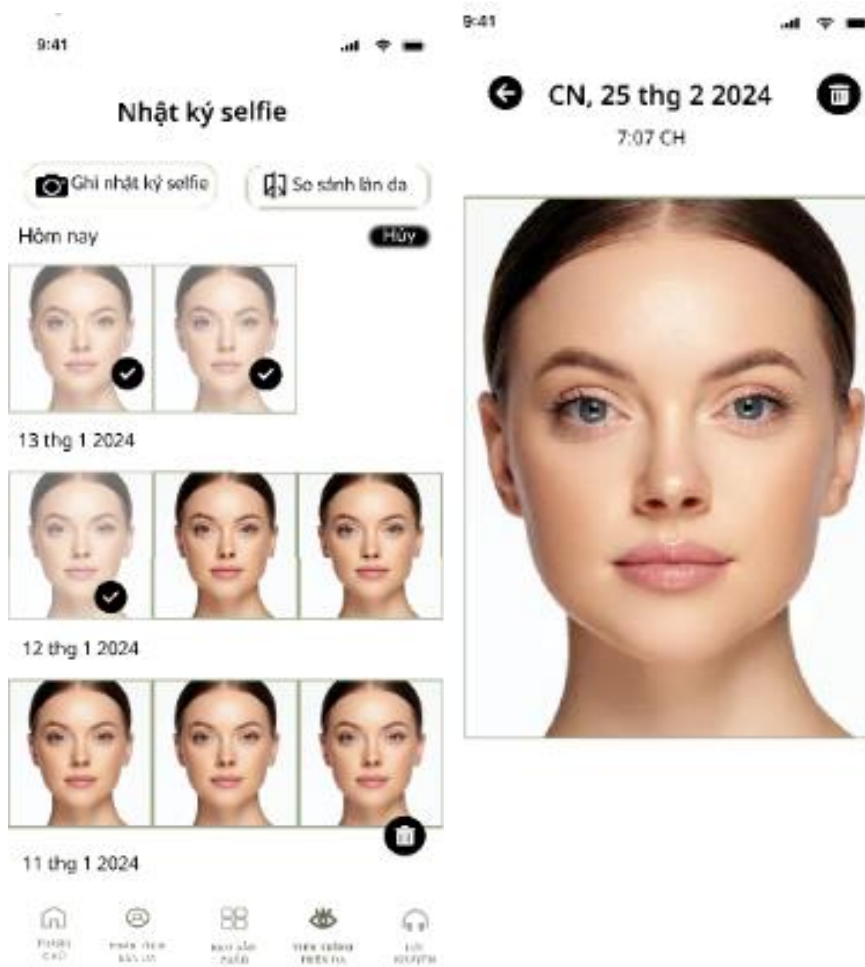 9:41
Nhật ký selfie
Ghi nhật ký selfie
So sánh làn da
Hôm nay
Hủy
13 thg 1 2024
12 thg 1 2024
11 thg 1 2024
9:41
CN, 25 thg 2 2024
7:07 CH